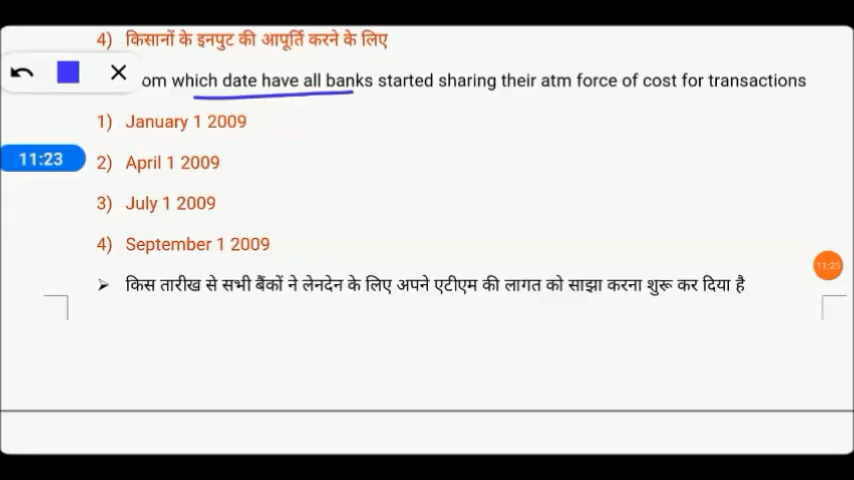 4) किसानों के इनपुट की आपूर्ति करने के लिए
om which date have all banks started sharing their atm force of cost for transactions
1) January 1 2009
11:23
2) April 1 2009
3) July 1 2009
4) September 1 2009
11:23
➤ किस तारीख से सभी बैंकों ने लेनदेन के लिए अपने एटीएम की लागत को साझा करना शुरू कर दिया है